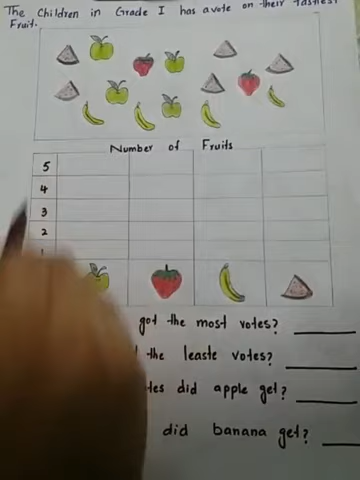 The Children in Grade I has a vote on their Tastiest
Fruit.
Number of Fruits
5
4
3
2
1
got the most votes?
the leaste votes?
did apple get?
did banana get?